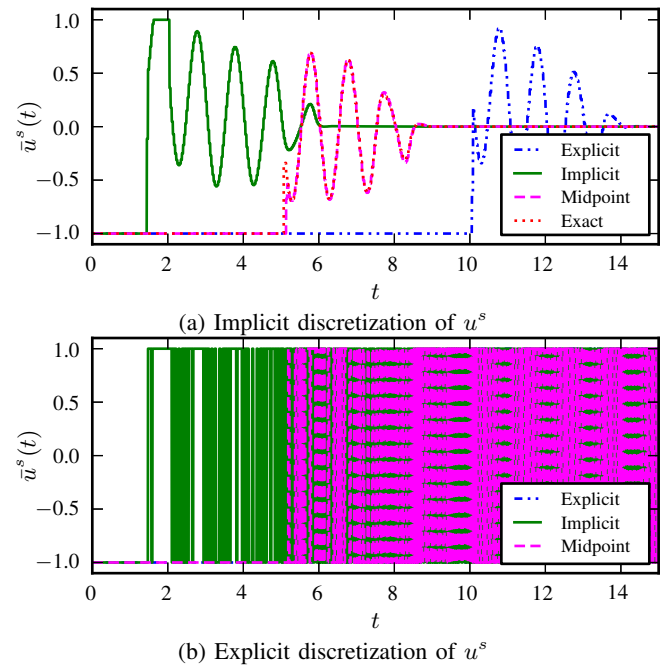 1.0
0.5
0.0
−0.5
−1.0
ū^s(t)
Explicit
Implicit
Midpoint
Exact
0 2 4 6 8 10 12 14
t
(a) Implicit discretization of u^s
1.0
0.5
0.0
−0.5
−1.0
ū^s(t)
Explicit
Implicit
Midpoint
0 2 4 6 8 10 12 14
t
(b) Explicit discretization of u^s